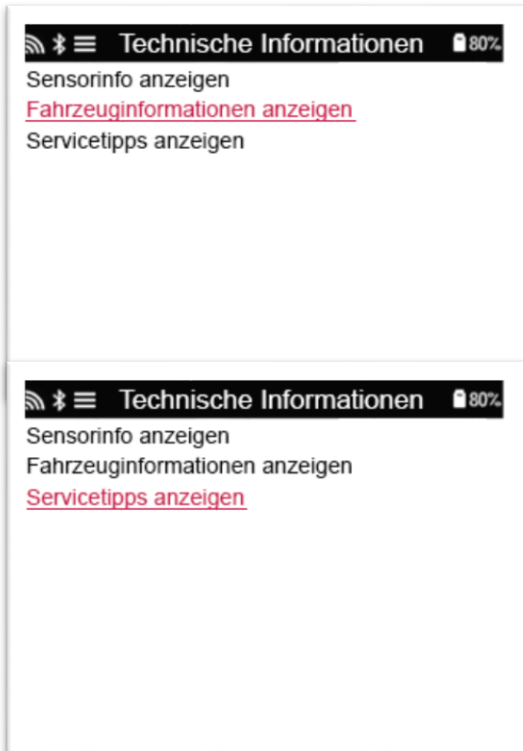 Technische Informationen 80%
Sensorinfo anzeigen
Fahrzeuginformationen anzeigen
Servicetipps anzeigen
Technische Informationen 80%
Sensorinfo anzeigen
Fahrzeuginformationen anzeigen
Servicetipps anzeigen